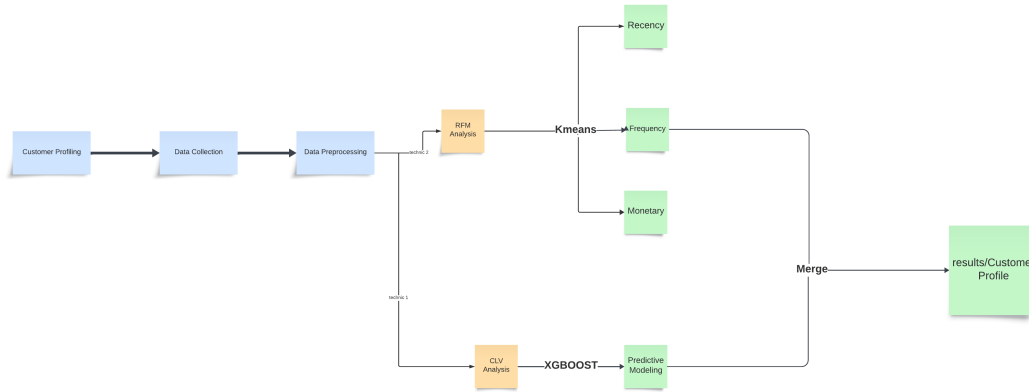 Recency
RFM
Analysis
Kmeans
Frequency
Customer Profiling
Data Collection
Data Preprocessing
technic 2
Monetary
results/Custome
Profile
Merge
technic 1
CLV
Analysis
XGBOOST
Predictive
Modeling